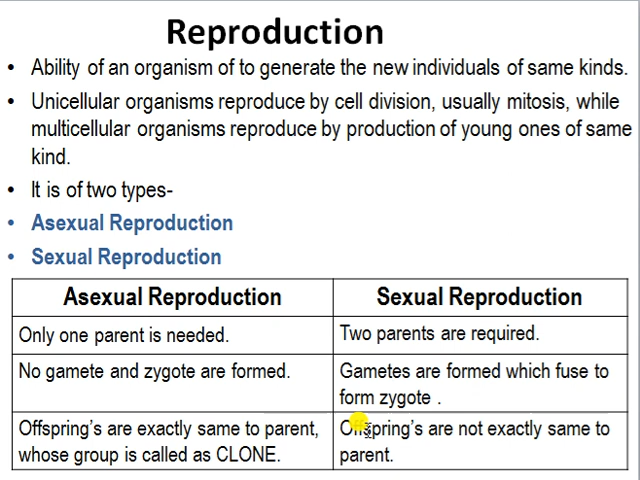 Reproduction
• Ability of an organism of to generate the new individuals of same kinds.
• Unicellular organisms reproduce by cell division, usually mitosis, while
multicellular organisms reproduce by production of young ones of same
kind.
• It is of two types-
• Asexual Reproduction
• Sexual Reproduction
Asexual Reproduction
Sexual Reproduction
Only one parent is needed.
Two parents are required.
No gamete and zygote are formed.
Gametes are formed which fuse to
form zygote .
Offspring's are exactly same to parent,
whose group is called as CLONE.
Offspring's are not exactly same to
parent.